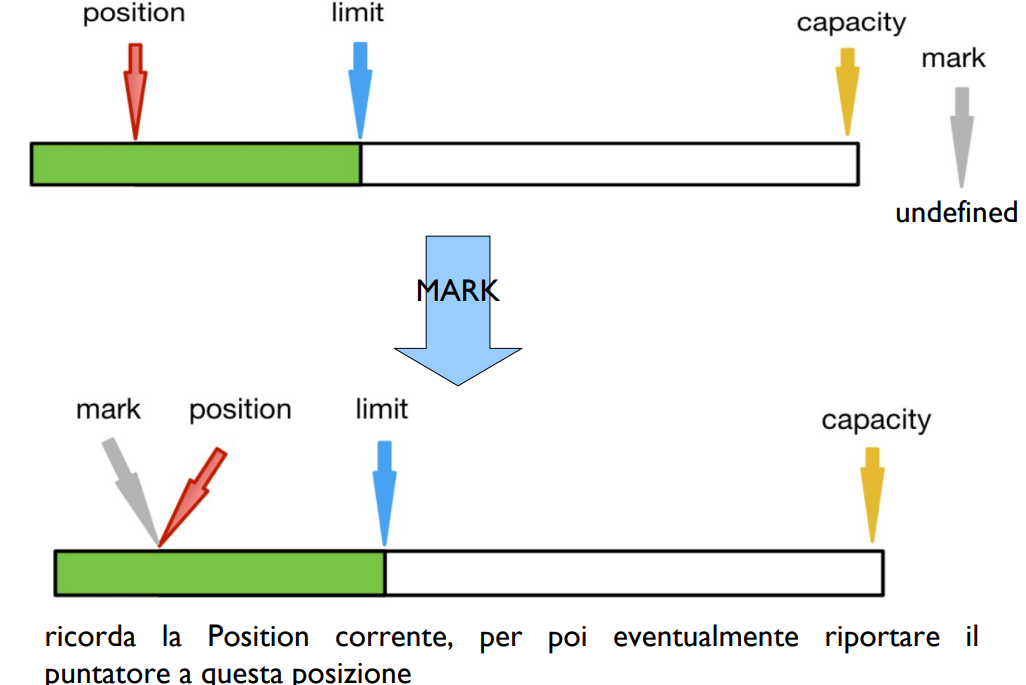 position
limit
capacity
mark
undefined
MARK
mark
position
limit
capacity
ricorda la Position corrente, per poi eventualmente riportare il
puntatore a questa posizione